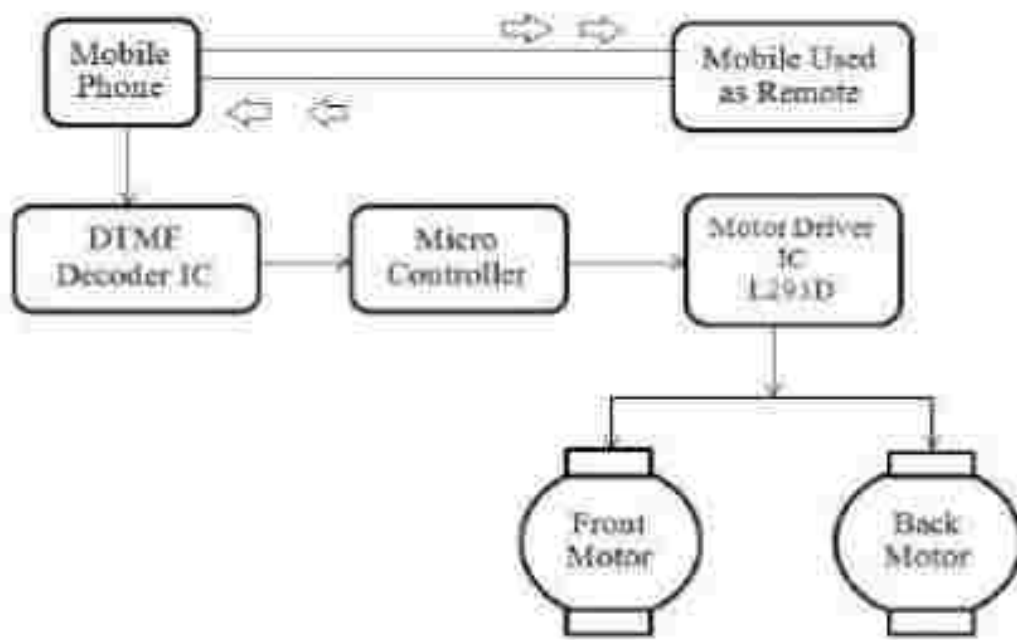 Mobile
Phone
Mobile Used
as Remote
DTMF
Decoder IC
Micro
Controller
Motor Driver
IC
L293D
Front
Motor
Back
Motor